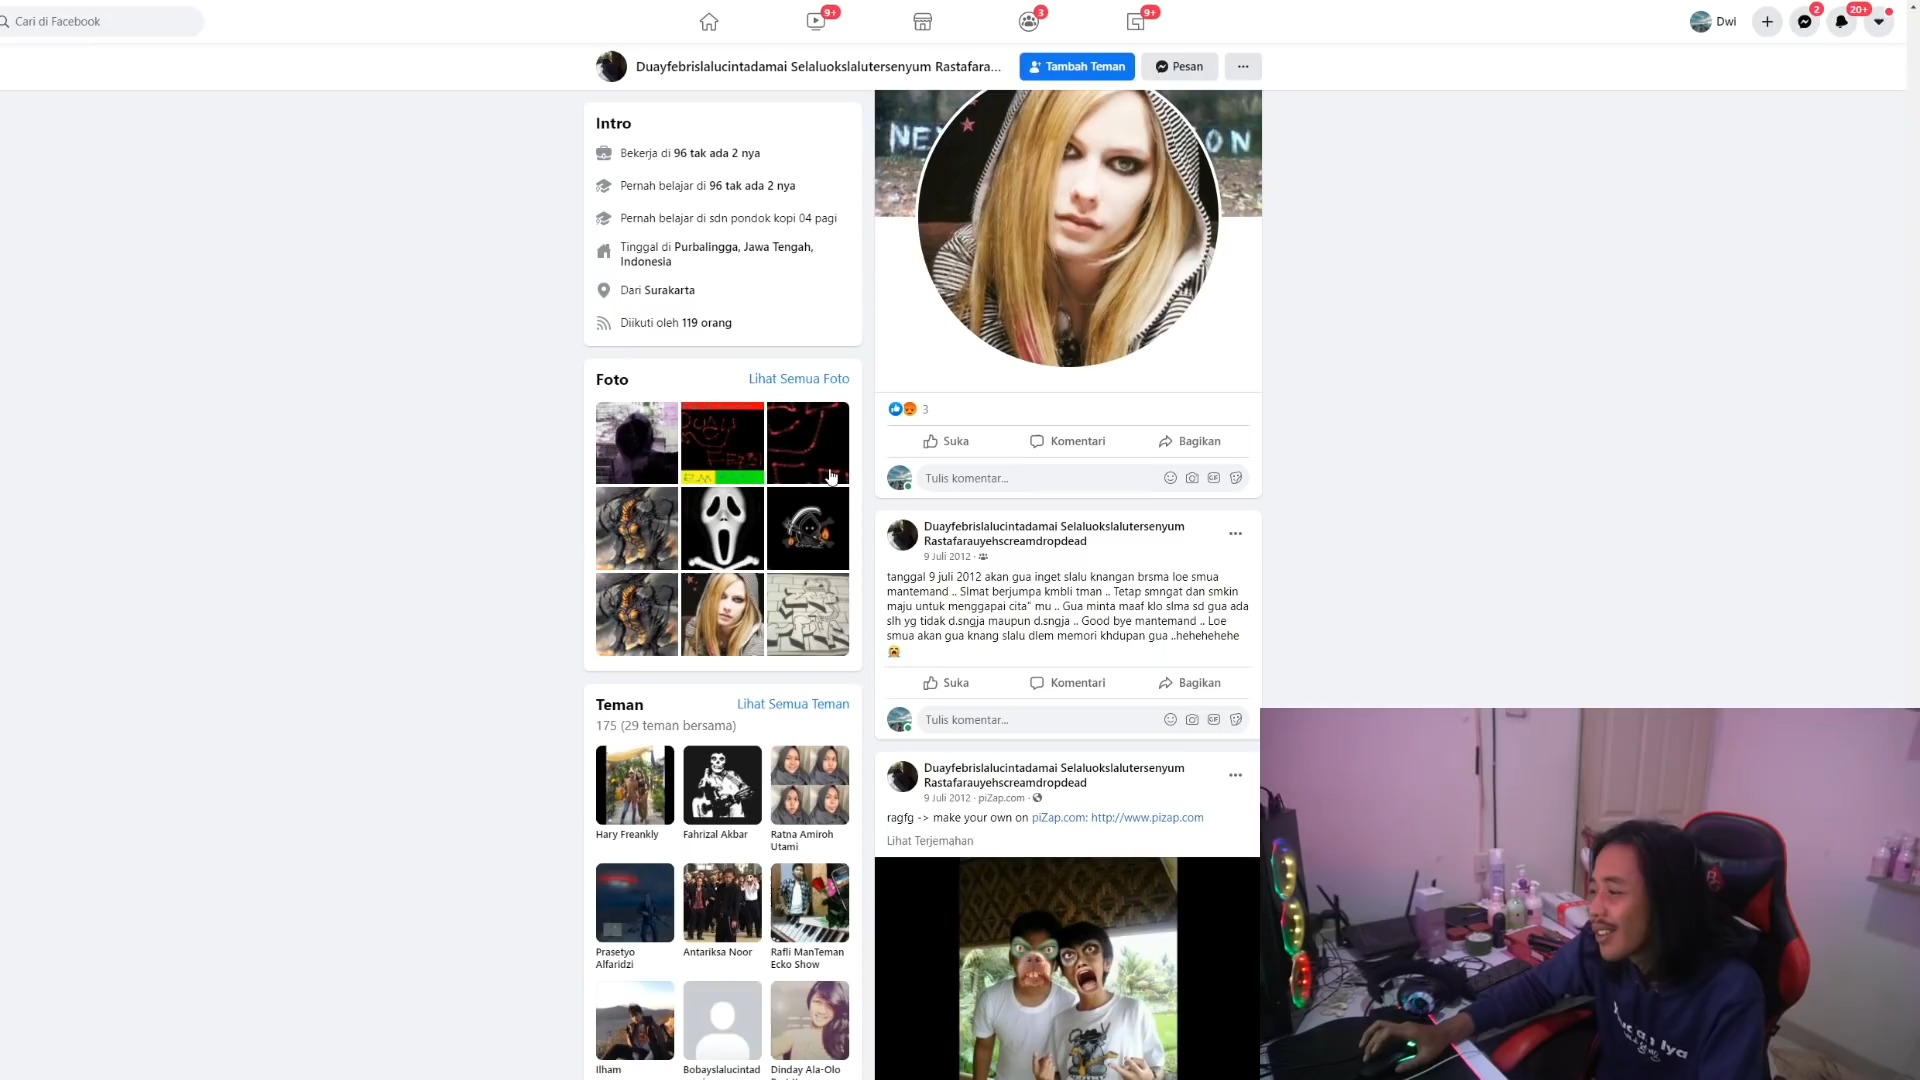 Cari di Facebook
9+
3
9+
Dwi
2
20+
Duayfebrislalucintadamai Selaluokslalutersenyum Rastafara...
Tambah Teman
Pesan
Intro
Bekerja di 96 tak ada 2 nya
Pernah belajar di 96 tak ada 2 nya
Pernah belajar di sdn pondok kopi 04 pagi
Tinggal di Purbalingga, Jawa Tengah,
Indonesia
Dari Surakarta
Diikuti oleh 119 orang
Foto
Lihat Semua Foto
Teman
Lihat Semua Teman
175 (29 teman bersama)
Hary Freankly
Fahrizal Akbar
Ratna Amiroh
Utami
Prasetyo
Alfaridzi
Antariksa Noor
Rafli ManTeman
Ecko Show
Ilham
Bobayslalucintad
Dinday Ala-Olo
3
Suka
Komentari
Bagikan
Tulis komentar...
Duayfebrislalucintadamai Selaluokslalutersenyum
Rastafarauyehscreamdropdead
9 Juli 2012 ·
tanggal 9 juli 2012 akan gua inget slalu knangan brsma loe smua
mantemand .. Slmat berjumpa kmbli tman .. Tetap smngat dan smkin
maju untuk menggapai cita" mu .. Gua minta maaf klo slma sd gua ada
slh yg tidak d.sngja maupun d.sngja .. Good bye mantemand .. Loe
smua akan gua knang slalu dlem memori khdupan gua ..hehehehehe
Suka
Komentari
Bagikan
Tulis komentar...
Duayfebrislalucintadamai Selaluokslalutersenyum
Rastafarauyehscreamdropdead
9 Juli 2012 · piZap.com ·
ragfg -> make your own on piZap.com: http://www.pizap.com
Lihat Terjemahan